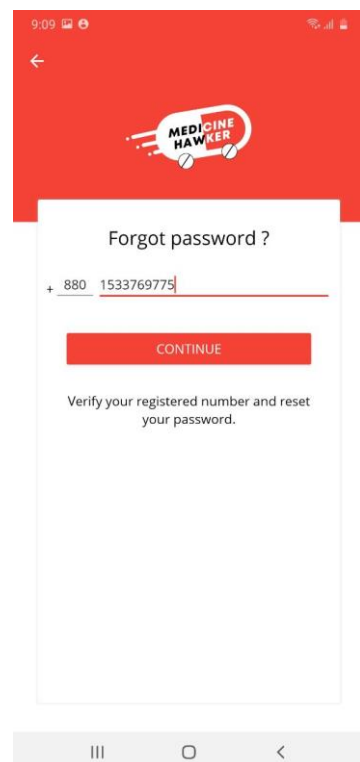 9:09
MEDICINE
HAWKER
Forgot password ?
+ 880 1533769775
CONTINUE
Verify your registered number and reset
your password.